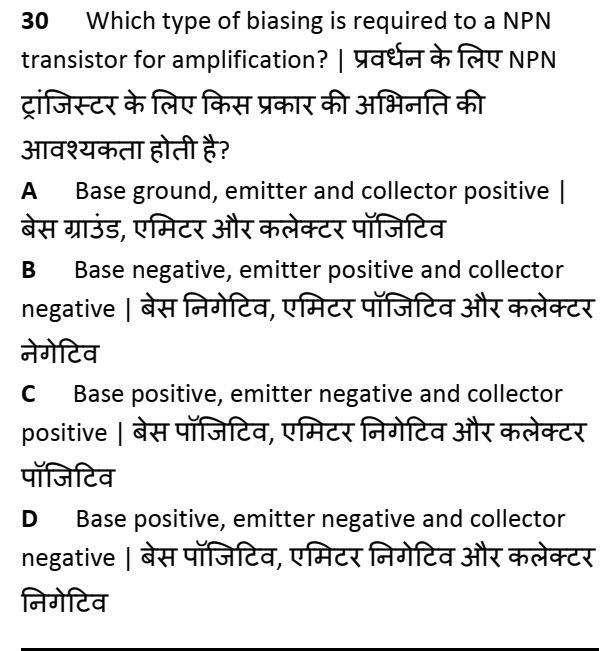 30 Which type of biasing is required to a NPN
transistor for amplification? | प्रवर्धन के लिए NPN
ट्रांजिस्टर के लिए किस प्रकार की अभिनति की
आवश्यकता होती है?
A Base ground, emitter and collector positive |
बेस ग्राउंड, एमिटर और कलेक्टर पॉजिटिव
B Base negative, emitter positive and collector
negative | बेस निगेटिव, एमिटर पॉजिटिव और कलेक्टर
नेगेटिव
C Base positive, emitter negative and collector
positive | बेस पॉजिटिव, एमिटर निगेटिव और कलेक्टर
पॉजिटिव
D Base positive, emitter negative and collector
negative | बेस पॉजिटिव, एमिटर निगेटिव और कलेक्टर
निगेटिव